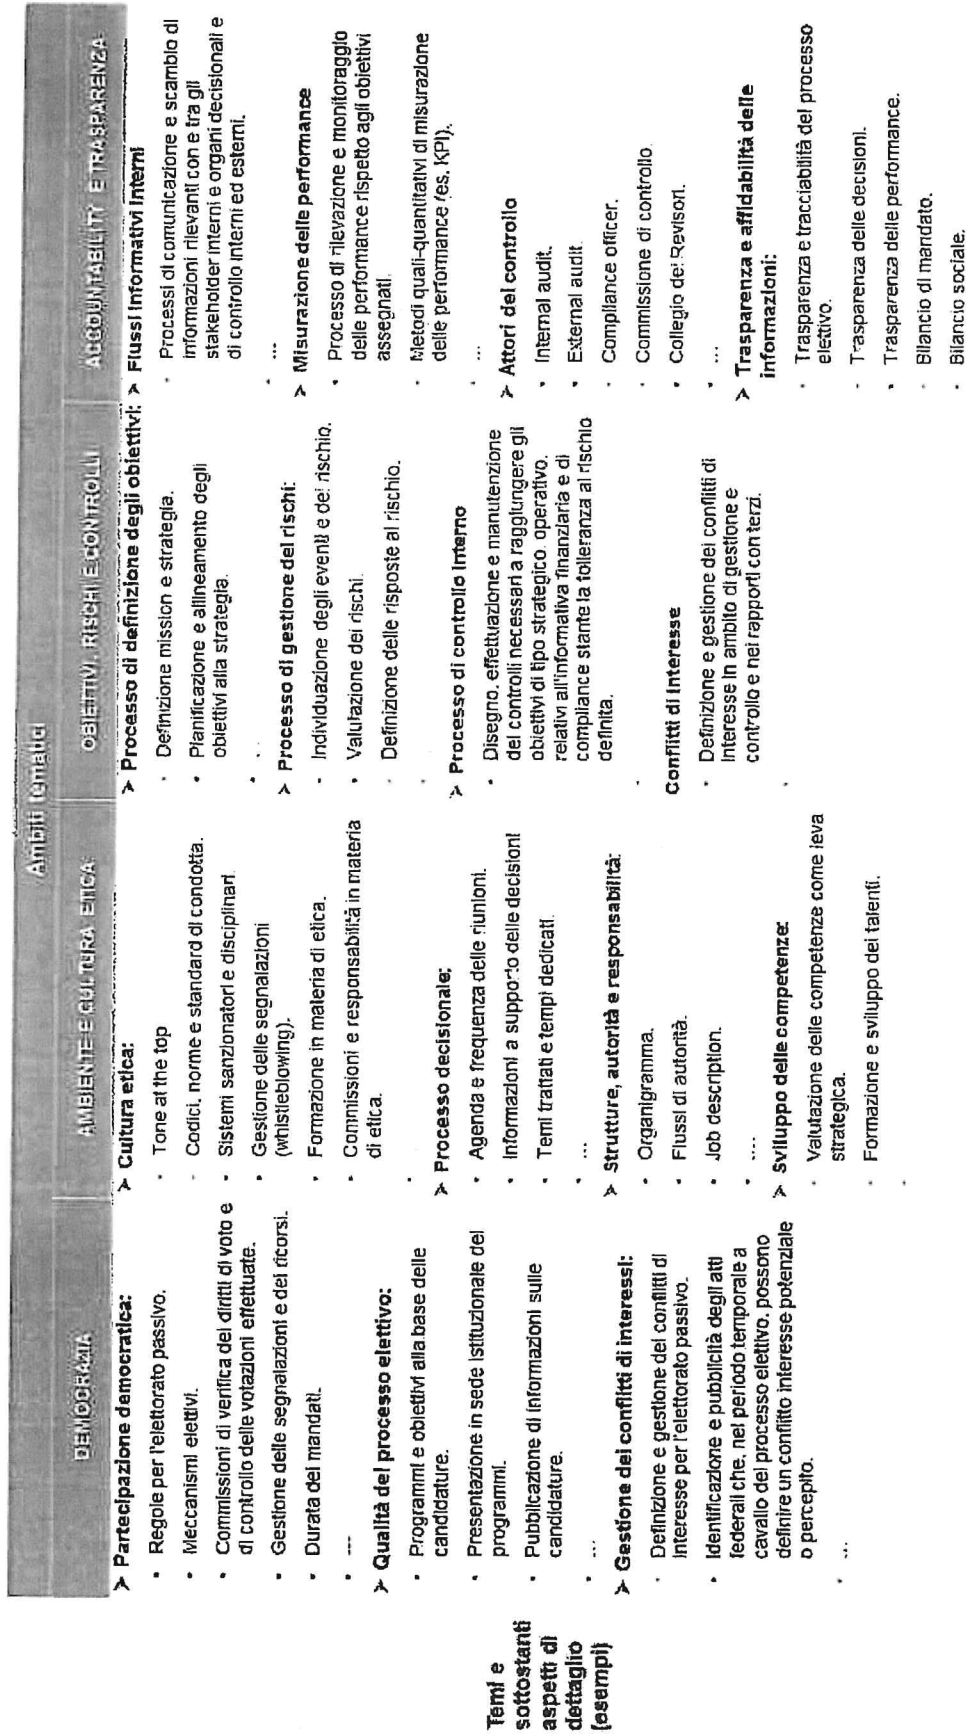 Ambiti tematici
DEMOCRAZIA
AMBIENTE E CULTURA ETICA
OBIETTIVI, RISCHI E CONTROLLI
ACCOUNTABILITY E TRASPARENZA
Temi e
sottostanti
aspetti di
dettaglio
(esempi)
➢ Partecipazione democratica:
• Regole per l'elettorato passivo.
• Meccanismi elettivi.
• Commissioni di verifica dei diritti di voto e
di controllo delle votazioni effettuate.
• Gestione delle segnalazioni e dei ricorsi.
• Durata dei mandati.
• ...
➢ Qualità del processo elettivo:
• Programmi e obiettivi alla base delle
candidature.
• Presentazione in sede istituzionale dei
programmi.
• Pubblicazione di informazioni sulle
candidature.
• ...
➢ Gestione dei conflitti di interessi:
• Definizione e gestione dei conflitti di
interesse per l'elettorato passivo.
• Identificazione e pubblicità degli atti
federali che, nel periodo temporale a
cavallo del processo elettivo, possono
definire un conflitto interesse potenziale
o percepito.
• ...
➢ Cultura etica:
• Tone at the top
• Codici, norme e standard di condotta.
• Sistemi sanzionatori e disciplinari.
• Gestione delle segnalazioni
(whistleblowing).
• Formazione in materia di etica.
• Commissioni e responsabilità in materia
di etica.
•
➢ Processo decisionale:
• Agenda e frequenza delle riunioni.
• Informazioni a supporto delle decisioni
• Temi trattati e tempi dedicati.
• ...
➢ Strutture, autorità e responsabilità:
• Organigramma.
• Flussi di autorità.
• Job description.
• ....
➢ Sviluppo delle competenze:
• Valutazione delle competenze come leva
strategica.
• Formazione e sviluppo dei talenti.
•
➢ Processo di definizione degli obiettivi:
• Definizione mission e strategia.
• Pianificazione e allineamento degli
obiettivi alla strategia.
• ..
➢ Processo di gestione dei rischi:
• Individuazione degli eventi e dei rischio.
• Valutazione dei rischi.
• Definizione delle risposte al rischio.
•
➢ Processo di controllo interno
• Disegno, effettuazione e manutenzione
dei controlli necessari a raggiungere gli
obiettivi di tipo strategico, operativo,
relativi all'informativa finanziaria e di
compliance stante la tolleranza al rischio
definita.
•
Conflitti di interesse
• Definizione e gestione dei conflitti di
interesse in ambito di gestione e
controllo e nei rapporti con terzi.
•
➢ Flussi informativi interni
• Processi di comunicazione e scambio di
informazioni rilevanti con e tra gli
stakeholder interni e organi decisionali e
di controllo interni ed esterni.
• ...
➢ Misurazione delle performance
• Processo di rilevazione e monitoraggio
delle performance rispetto agli obiettivi
assegnati.
• Metodi quali-quantitativi di misurazione
delle performance (es. KPI).
• ...
➢ Attori del controllo
• Internal audit.
• External audit.
• Compliance officer.
• Commissione di controllo.
• Collegio dei Revisori.
• ...
➢ Trasparenza e affidabilità delle
informazioni:
• Trasparenza e tracciabilità del processo
elettivo.
• Trasparenza delle decisioni.
• Trasparenza delle performance.
• Bilancio di mandato.
• Bilancio sociale.